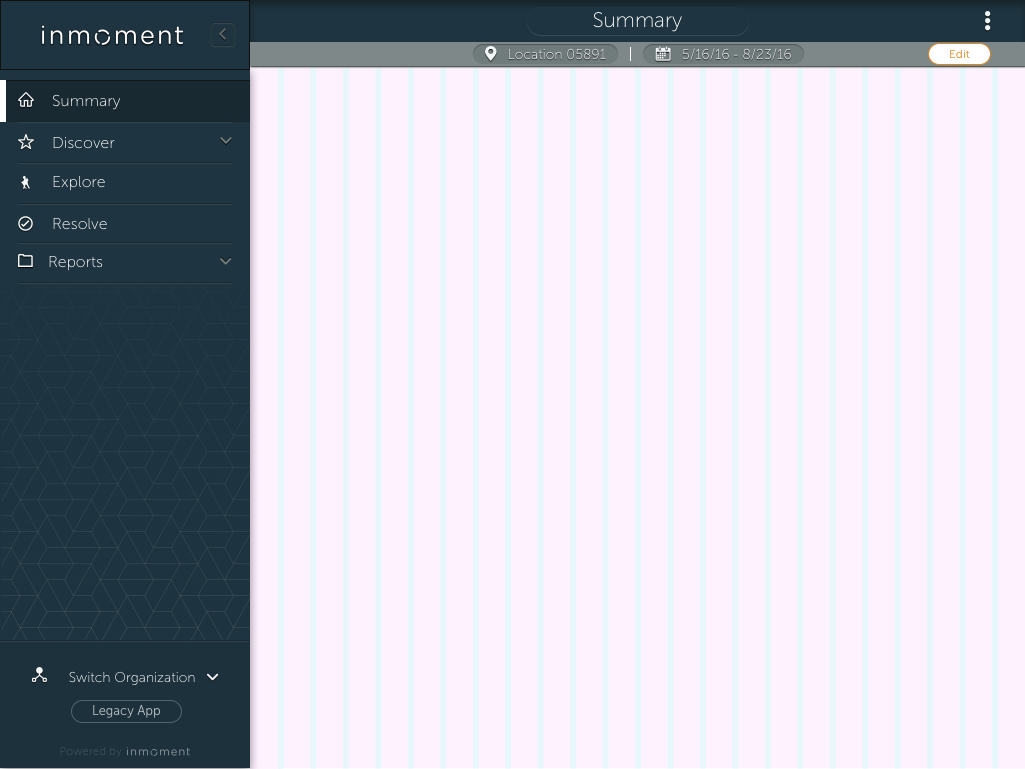 inmoment
Summary
Location 05891 | 5/16/16 - 8/23/16
Edit
Summary
Discover
Explore
Resolve
Reports
Switch Organization
Legacy App
Powered by inmoment